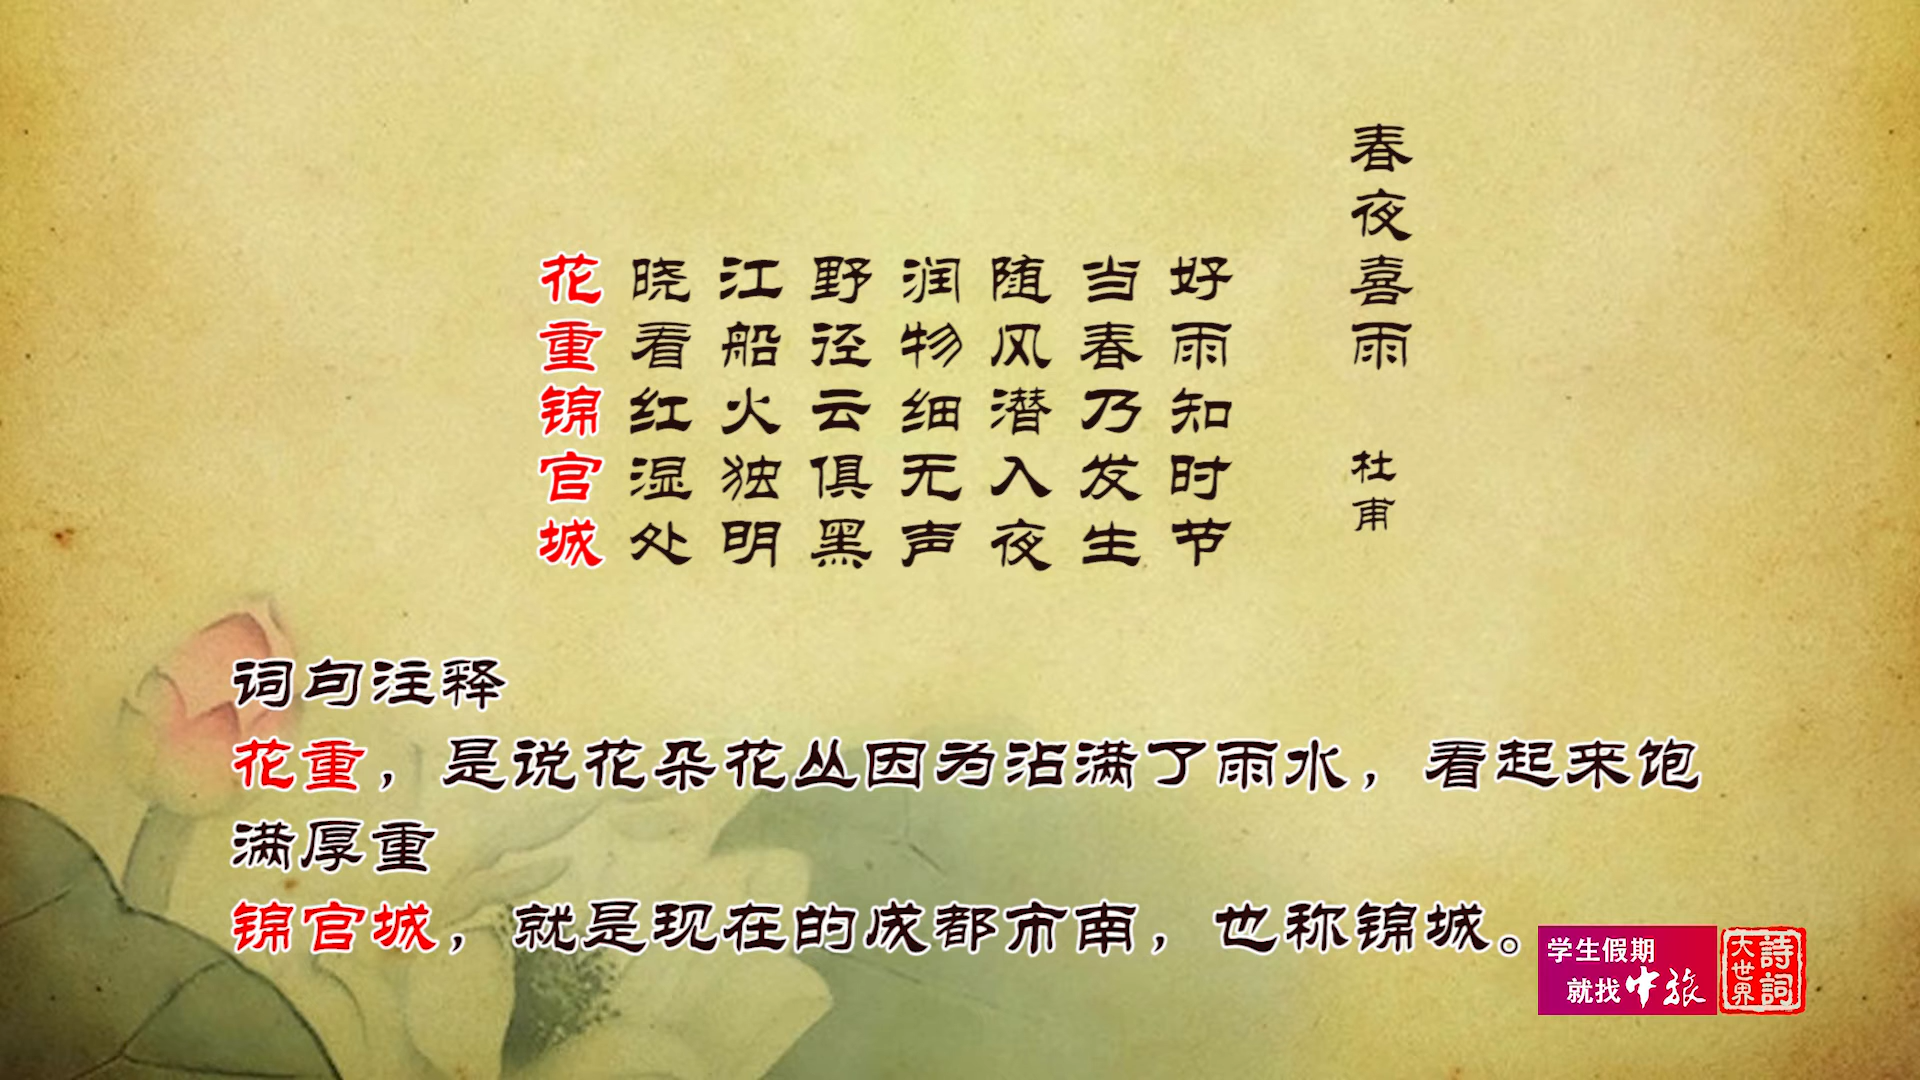 春夜喜雨
杜甫
好雨知时节
当春乃发生
随风潜入夜
润物细无声
野径云俱黑
江船火独明
晓看红湿处
花重锦官城
词句注释
花重，是说花朵花丛因为沾满了雨水，看起来饱
满厚重
锦官城，就是现在的成都市南，也称锦城。
学生假期
就找中旅
詩詞
大世界